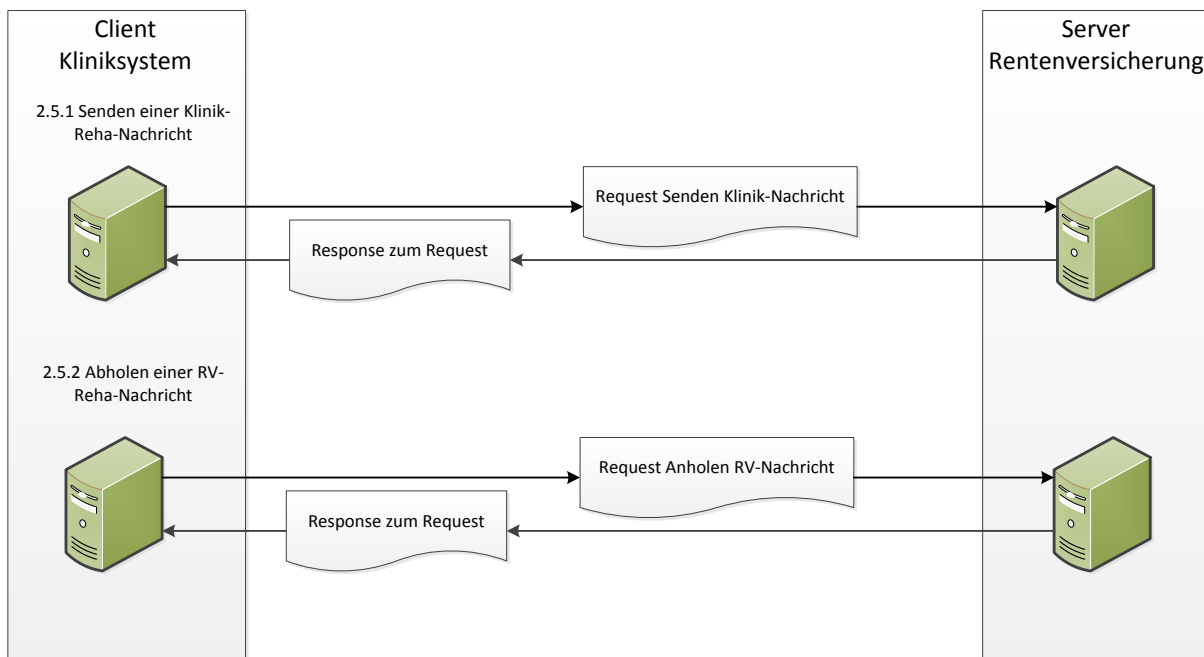 Client
Kliniksystem
Server
Rentenversicherung
2.5.1 Senden einer Klinik-
Reha-Nachricht
Request Senden Klinik-Nachricht
Response zum Request
2.5.2 Abholen einer RV-
Reha-Nachricht
Request Anholen RV-Nachricht
Response zum Request